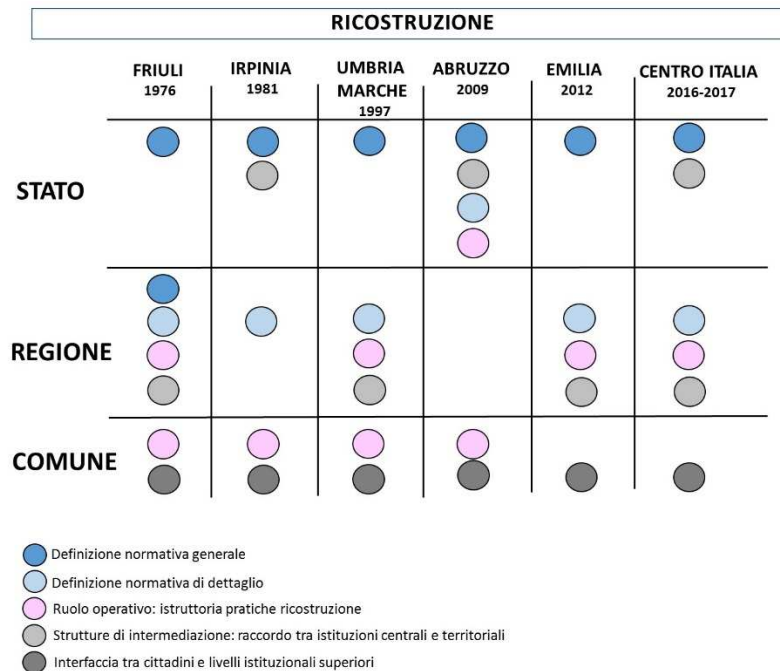 RICOSTRUZIONE
FRIULI
1976
IRPINIA
1981
UMBRIA
MARCHE
1997
ABRUZZO
2009
EMILIA
2012
CENTRO ITALIA
2016-2017
STATO
REGIONE
COMUNE
Definizione normativa generale
Definizione normativa di dettaglio
Ruolo operativo: istruttoria pratiche ricostruzione
Strutture di intermediazione: raccordo tra istituzioni centrali e territoriali
Interfaccia tra cittadini e livelli istituzionali superiori